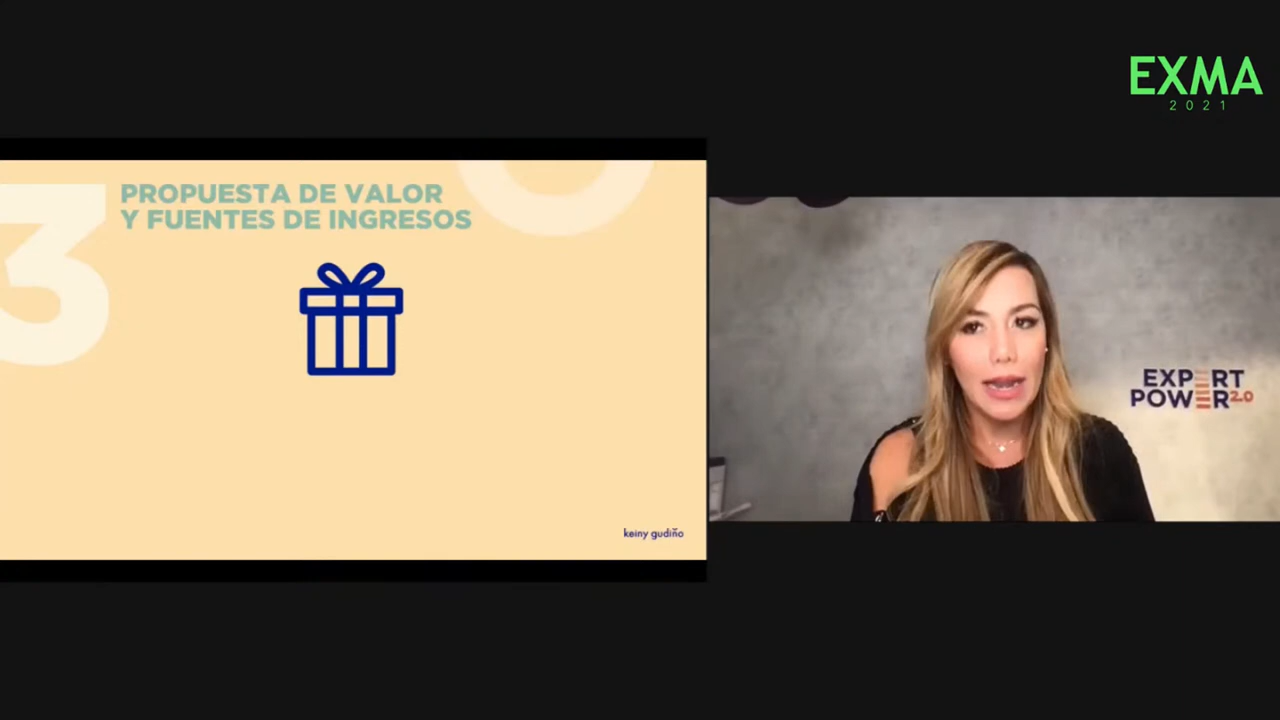 EXMA
2021
3
PROPUESTA DE VALOR
Y FUENTES DE INGRESOS
keiny gudiño
EXPERT
POWER 2.0